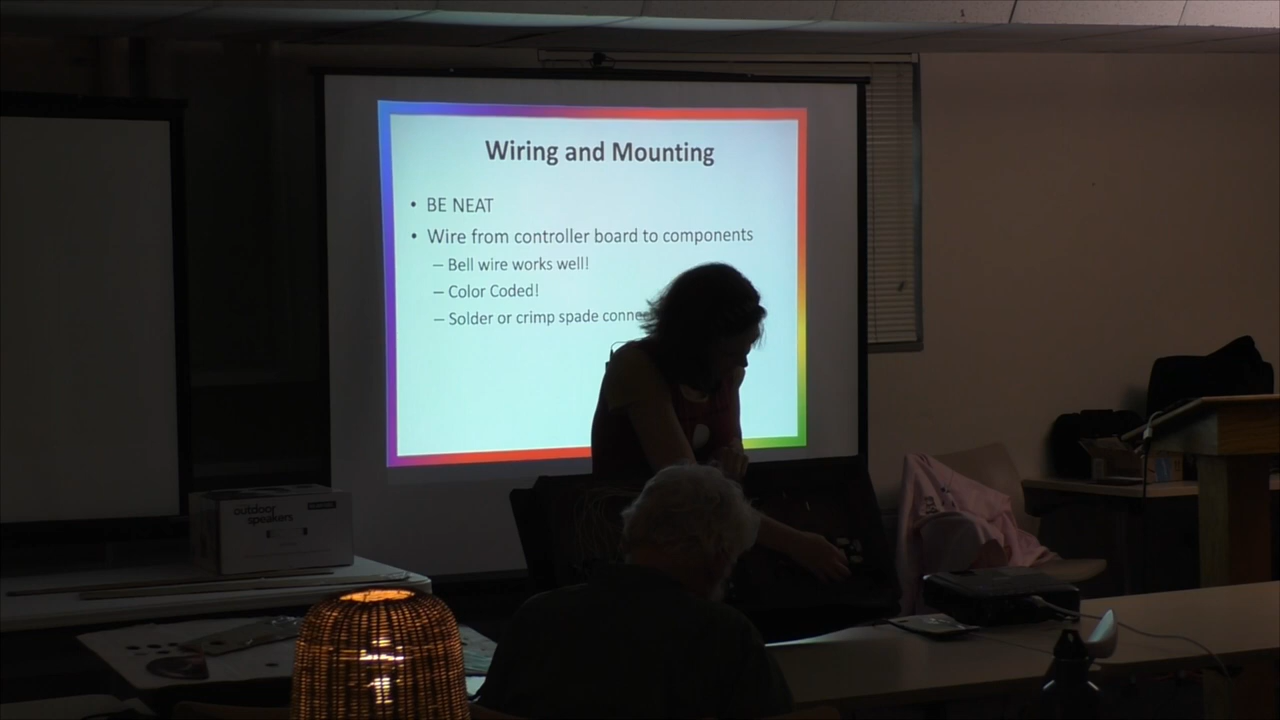 Wiring and Mounting
• BE NEAT
• Wire from controller board to components
– Bell wire works well!
– Color Coded!
– Solder or crimp spade
outdoor
speakers